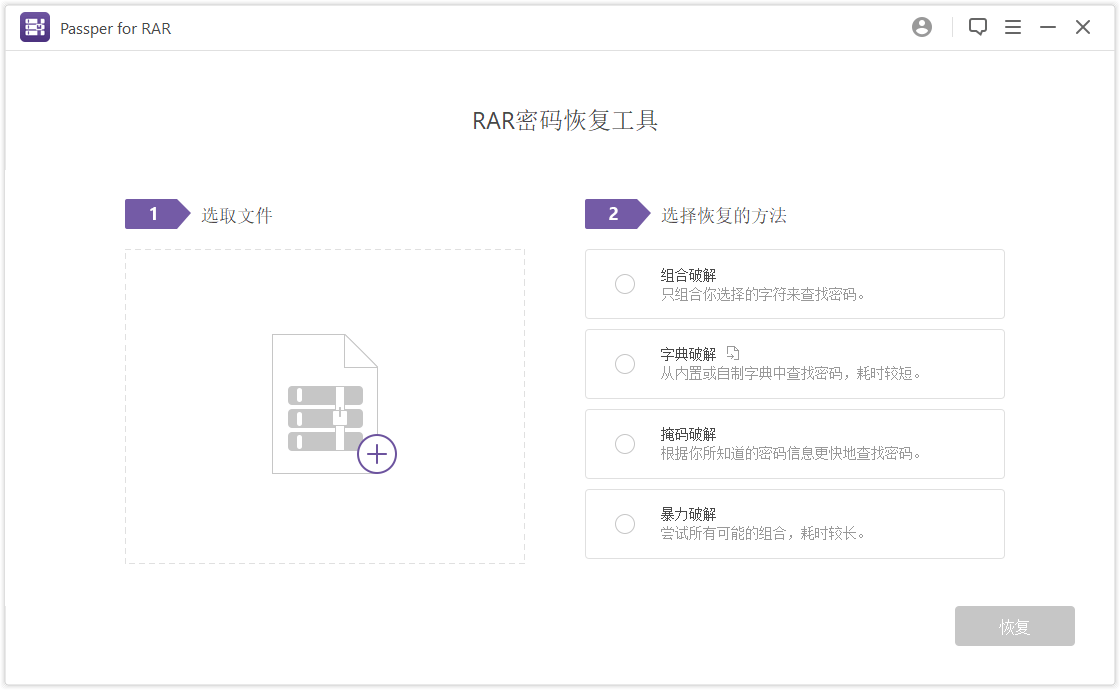 Passper for RAR
RAR密码恢复工具
1 选取文件
2 选择恢复的方法
组合破解
只组合你选择的字符来查找密码。
字典破解
从内置或自制字典中查找密码，耗时较短。
掩码破解
根据你所知道的密码信息更快地查找密码。
暴力破解
尝试所有可能的组合，耗时较长。
恢复